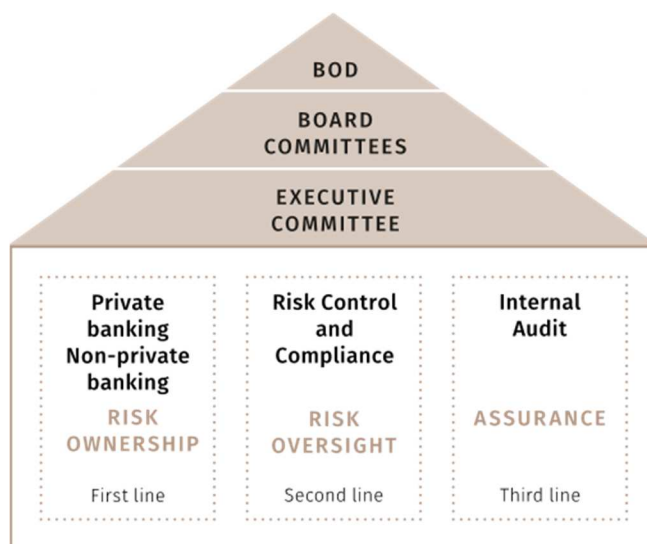 BOD
BOARD
COMMITTEES
EXECUTIVE
COMMITTEE
Private
banking
Non-private
banking
RISK
OWNERSHIP
First line
Risk Control
and
Compliance
RISK
OVERSIGHT
Second line
Internal
Audit
ASSURANCE
Third line